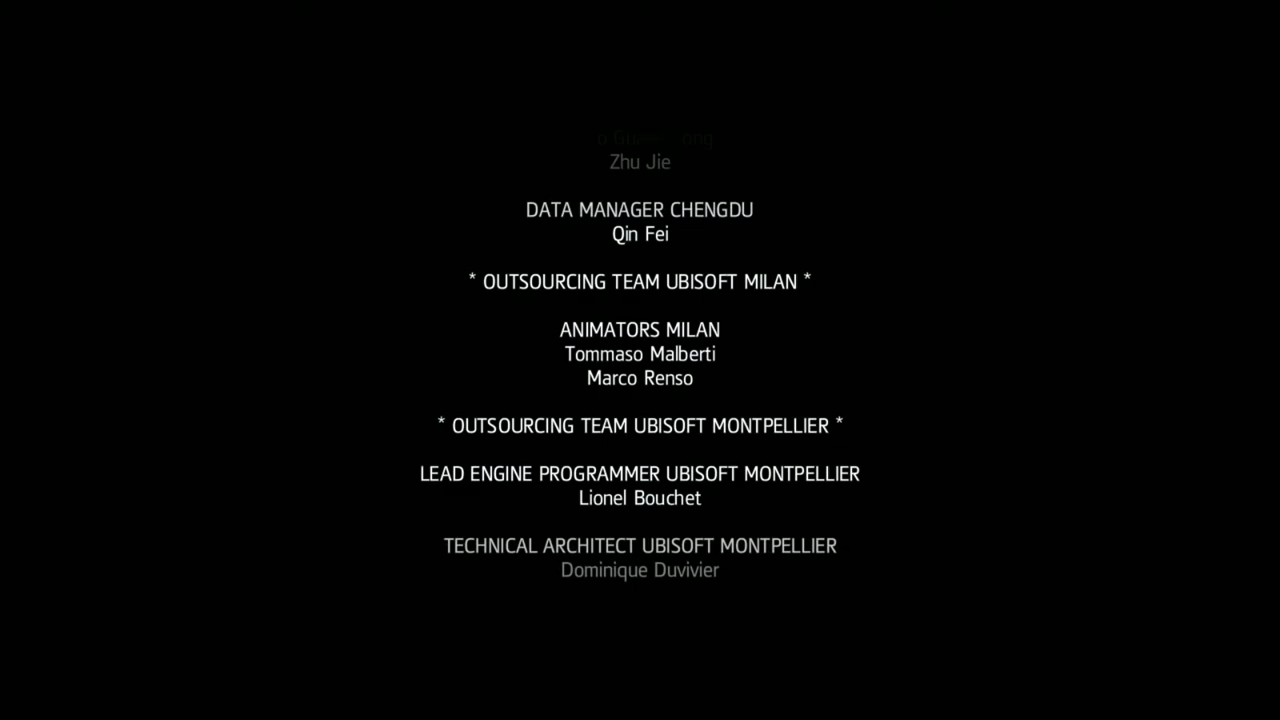 Zhu Jie
DATA MANAGER CHENGDU
Qin Fei
* OUTSOURCING TEAM UBISOFT MILAN *
ANIMATORS MILAN
Tommaso Malberti
Marco Renso
* OUTSOURCING TEAM UBISOFT MONTPELLIER *
LEAD ENGINE PROGRAMMER UBISOFT MONTPELLIER
Lionel Bouchet
TECHNICAL ARCHITECT UBISOFT MONTPELLIER
Dominique Duvivier